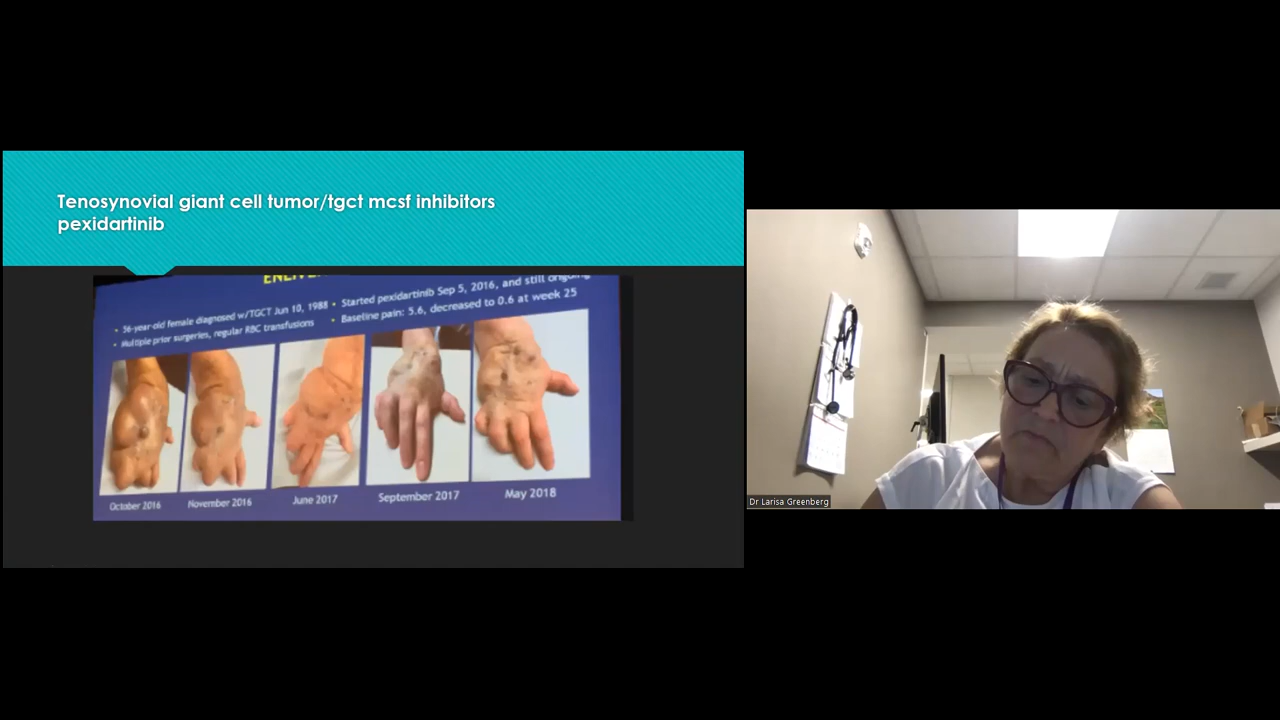 Tenosynovial giant cell tumor/tgct mcsf inhibitors
pexidartinib
• 56-year-old female diagnosed w/TGCT Jun 10, 1988
• Multiple prior surgeries, regular RBC transfusions
• Started pexidartinib Sep 5, 2016, and still ongoing
• Baseline pain: 5.6, decreased to 0.6 at week 25
October 2016
November 2016
June 2017
September 2017
May 2018
Dr Larisa Greenberg